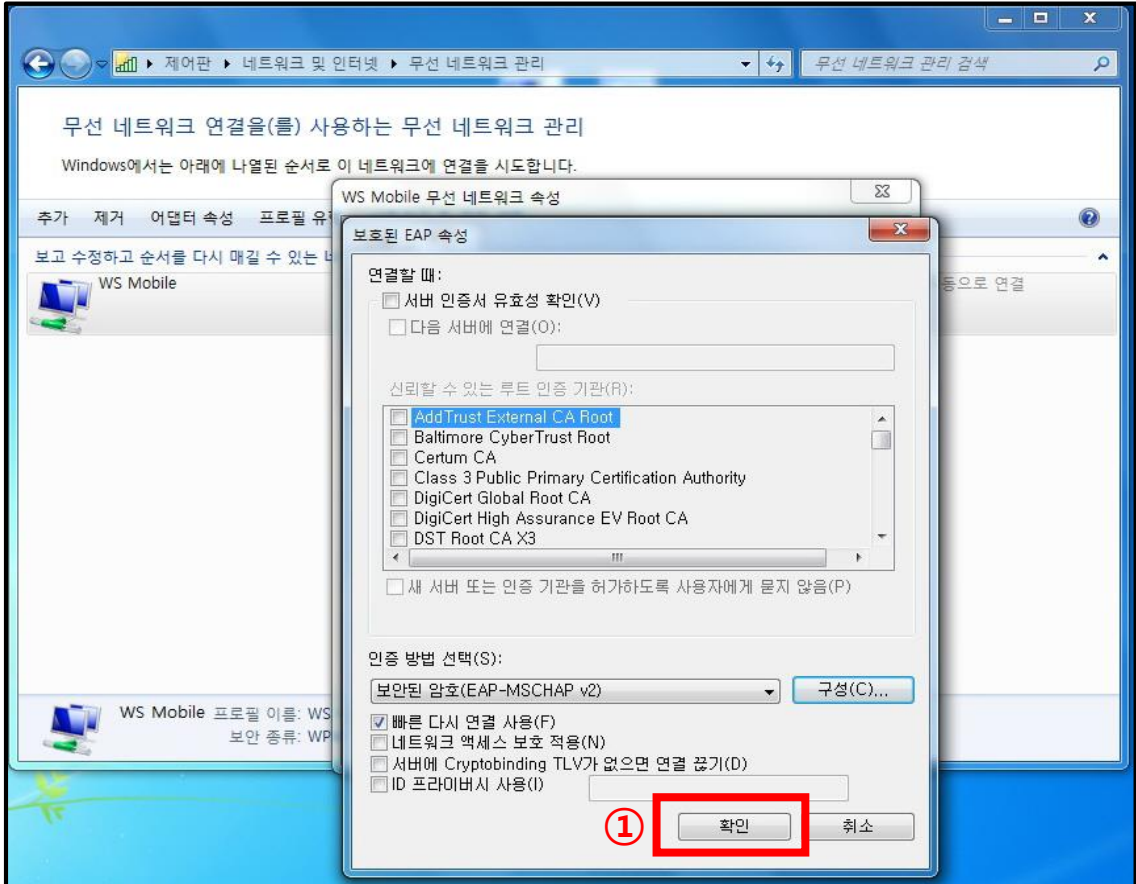 제어판 ▸ 네트워크 및 인터넷 ▸ 무선 네트워크 관리
무선 네트워크 관리 검색
무선 네트워크 연결을(를) 사용하는 무선 네트워크 관리
Windows에서는 아래에 나열된 순서로 이 네트워크에 연결을 시도합니다.
WS Mobile 무선 네트워크 속성
추가 제거 어댑터 속성 프로필
보고 수정하고 순서를 다시 매길 수 있는
WS Mobile
연결
보호된 EAP 속성
연결할 때:
서버 인증서 유효성 확인(V)
다음 서버에 연결(O):
신뢰할 수 있는 루트 인증 기관(R):
AddTrust External CA Root
Baltimore CyberTrust Root
Certum CA
Class 3 Public Primary Certification Authority
DigiCert Global Root CA
DigiCert High Assurance EV Root CA
DST Root CA X3
새 서버 또는 인증 기관을 허가하도록 사용자에게 묻지 않음(P)
인증 방법 선택(S):
보안된 암호(EAP-MSCHAP v2)
구성(C)...
빠른 다시 연결 사용(F)
네트워크 액세스 보호 적용(N)
서버에 Cryptobinding TLV가 없으면 연결 끊기(D)
ID 프라이버시 사용(I)
① 확인 취소
WS Mobile 프로필 이름: WS
보안 종류: WP